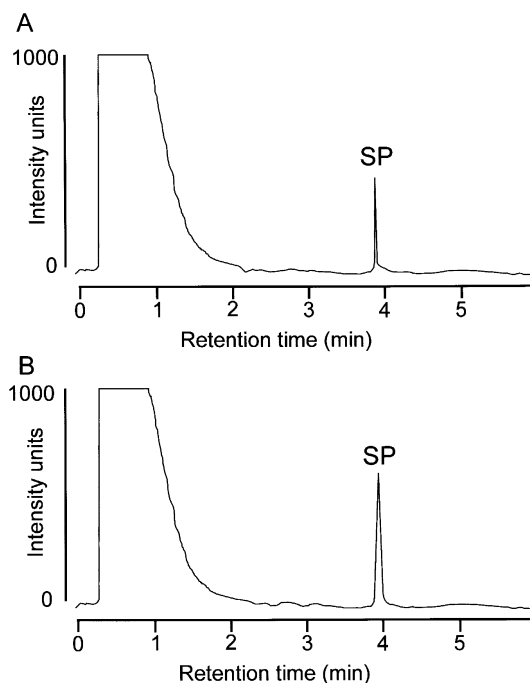 A
1000
Intensity units
SP
0
0 1 2 3 4 5
Retention time (min)
B
1000
Intensity units
SP
0
0 1 2 3 4 5
Retention time (min)